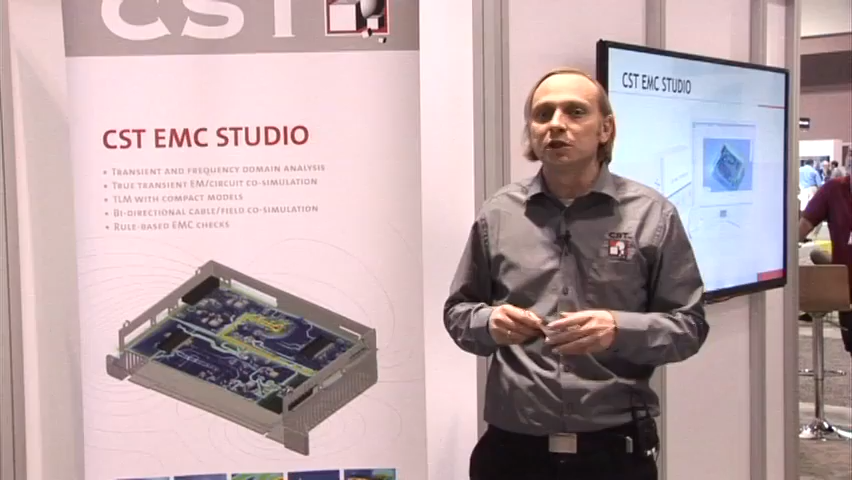 CST
CST EMC STUDIO
• TRANSIENT AND FREQUENCY DOMAIN ANALYSIS
• TRUE TRANSIENT EM/CIRCUIT CO-SIMULATION
• TLM WITH COMPACT MODELS
• BI-DIRECTIONAL CABLE/FIELD CO-SIMULATION
• RULE-BASED EMC CHECKS
CST EMC STUDIO
CST